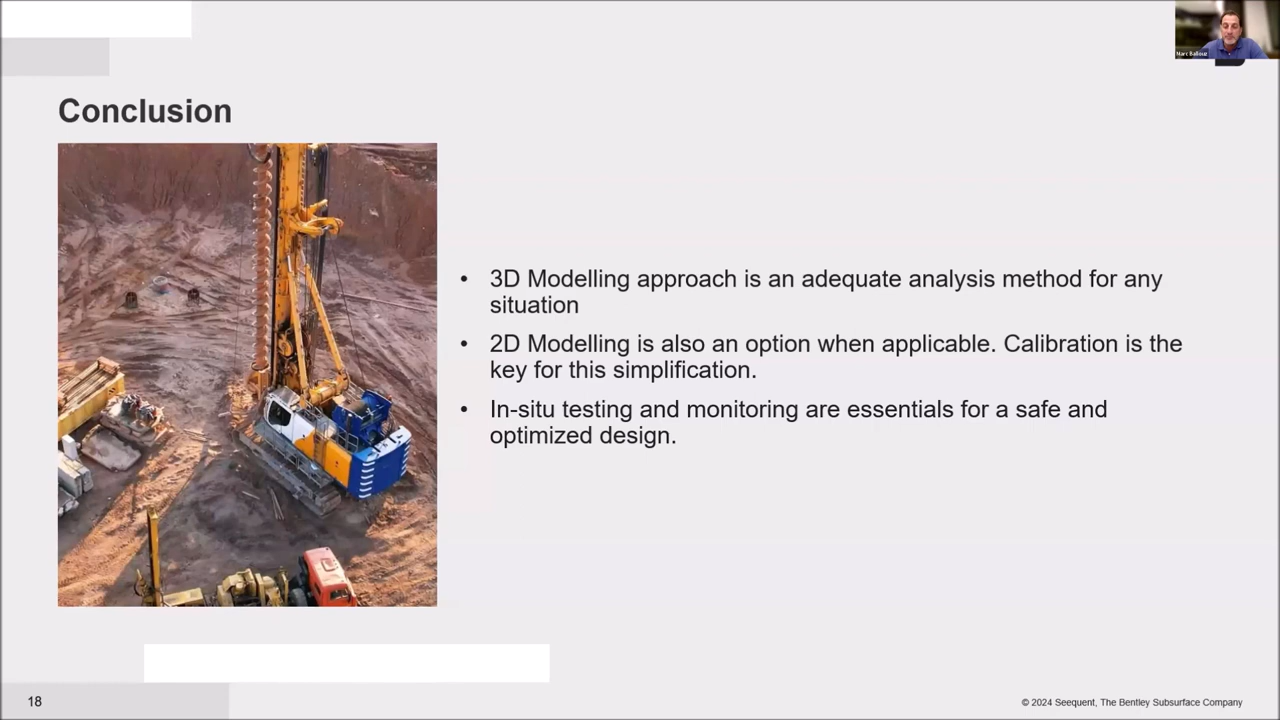 Marc Ballouz
Conclusion
• 3D Modelling approach is an adequate analysis method for any
situation
• 2D Modelling is also an option when applicable. Calibration is the
key for this simplification.
• In-situ testing and monitoring are essentials for a safe and
optimized design.
18
© 2024 Seequent, The Bentley Subsurface Company